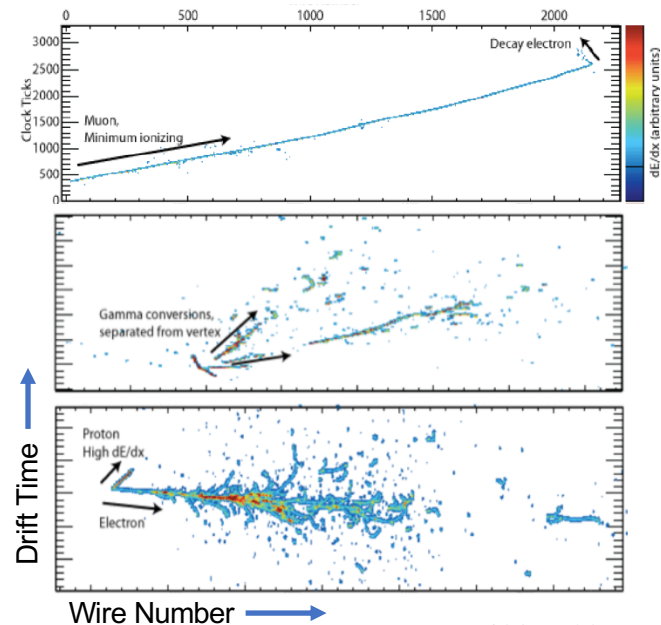 0 500 1000 1500 2000
3000
2500
2000
1500
1000
500
0
Clock Ticks
Decay electron
Muon,
Minimum ionizing
dE/dx (arbitrary units)
Gamma conversions,
separated from vertex
Proton
High dE/dx
Electron
Drift Time
Wire Number